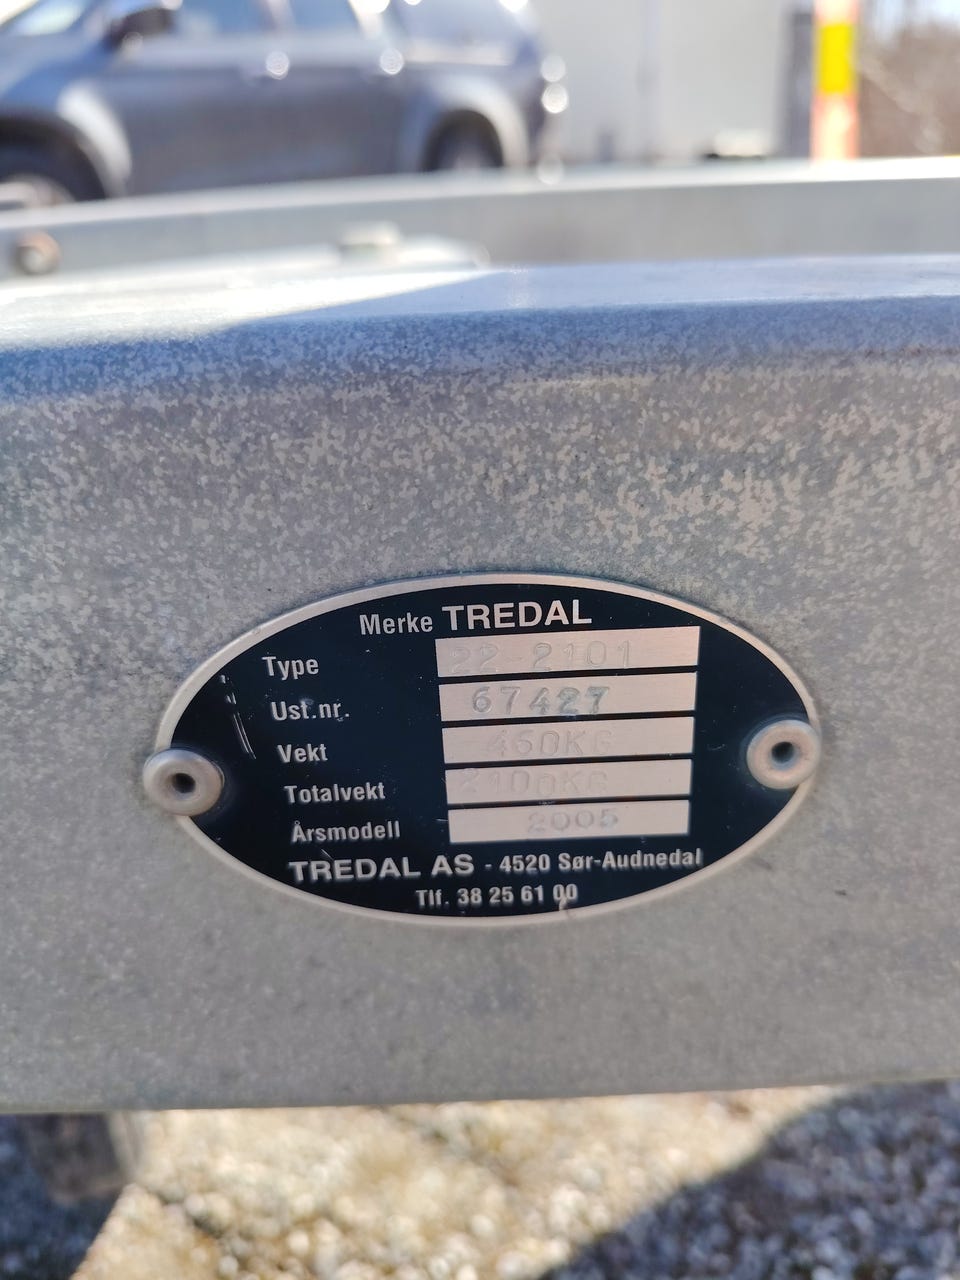 Merke TREDAL
Type 22-2101
Ust.nr. 67427
Vekt 460KG
Totalvekt 2100KG
Årsmodell 2005
TREDAL AS - 4520 Sør-Audnedal
Tlf. 38 25 61 00